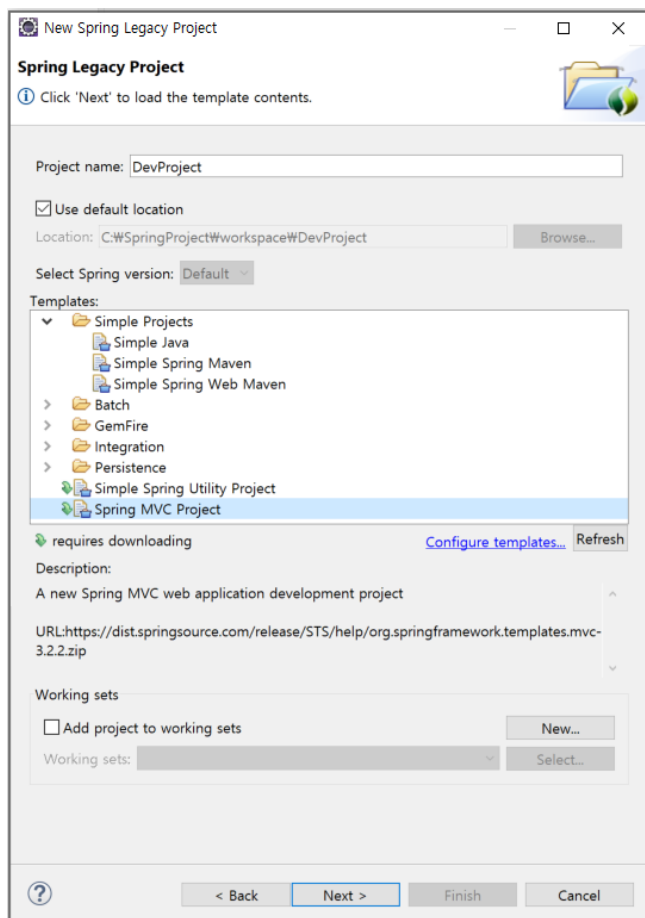 New Spring Legacy Project
Spring Legacy Project
Click 'Next' to load the template contents.
Project name: DevProject
Use default location
Location: C:₩SpringProject₩workspace₩DevProject Browse...
Select Spring version: Default
Templates:
Simple Projects
Simple Java
Simple Spring Maven
Simple Spring Web Maven
Batch
GemFire
Integration
Persistence
Simple Spring Utility Project
Spring MVC Project
requires downloading Configure templates... Refresh
Description:
A new Spring MVC web application development project
URL:https://dist.springsource.com/release/STS/help/org.springframework.templates.mvc-
3.2.2.zip
Working sets
Add project to working sets New...
Working sets: Select...
? < Back Next > Finish Cancel